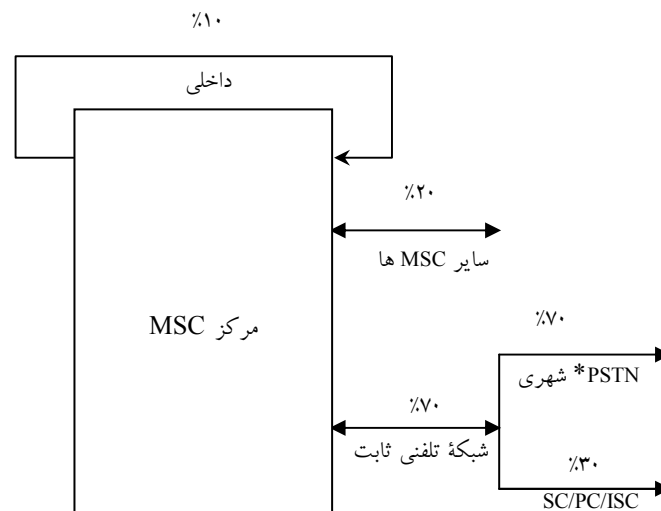 ٪۱۰
داخلی
٪۲۰
سایر MSC ها
مرکز MSC
٪۷۰
PSTN* شهری
٪۷۰
شبکهٔ تلفنی ثابت
٪۳۰
SC/PC/ISC